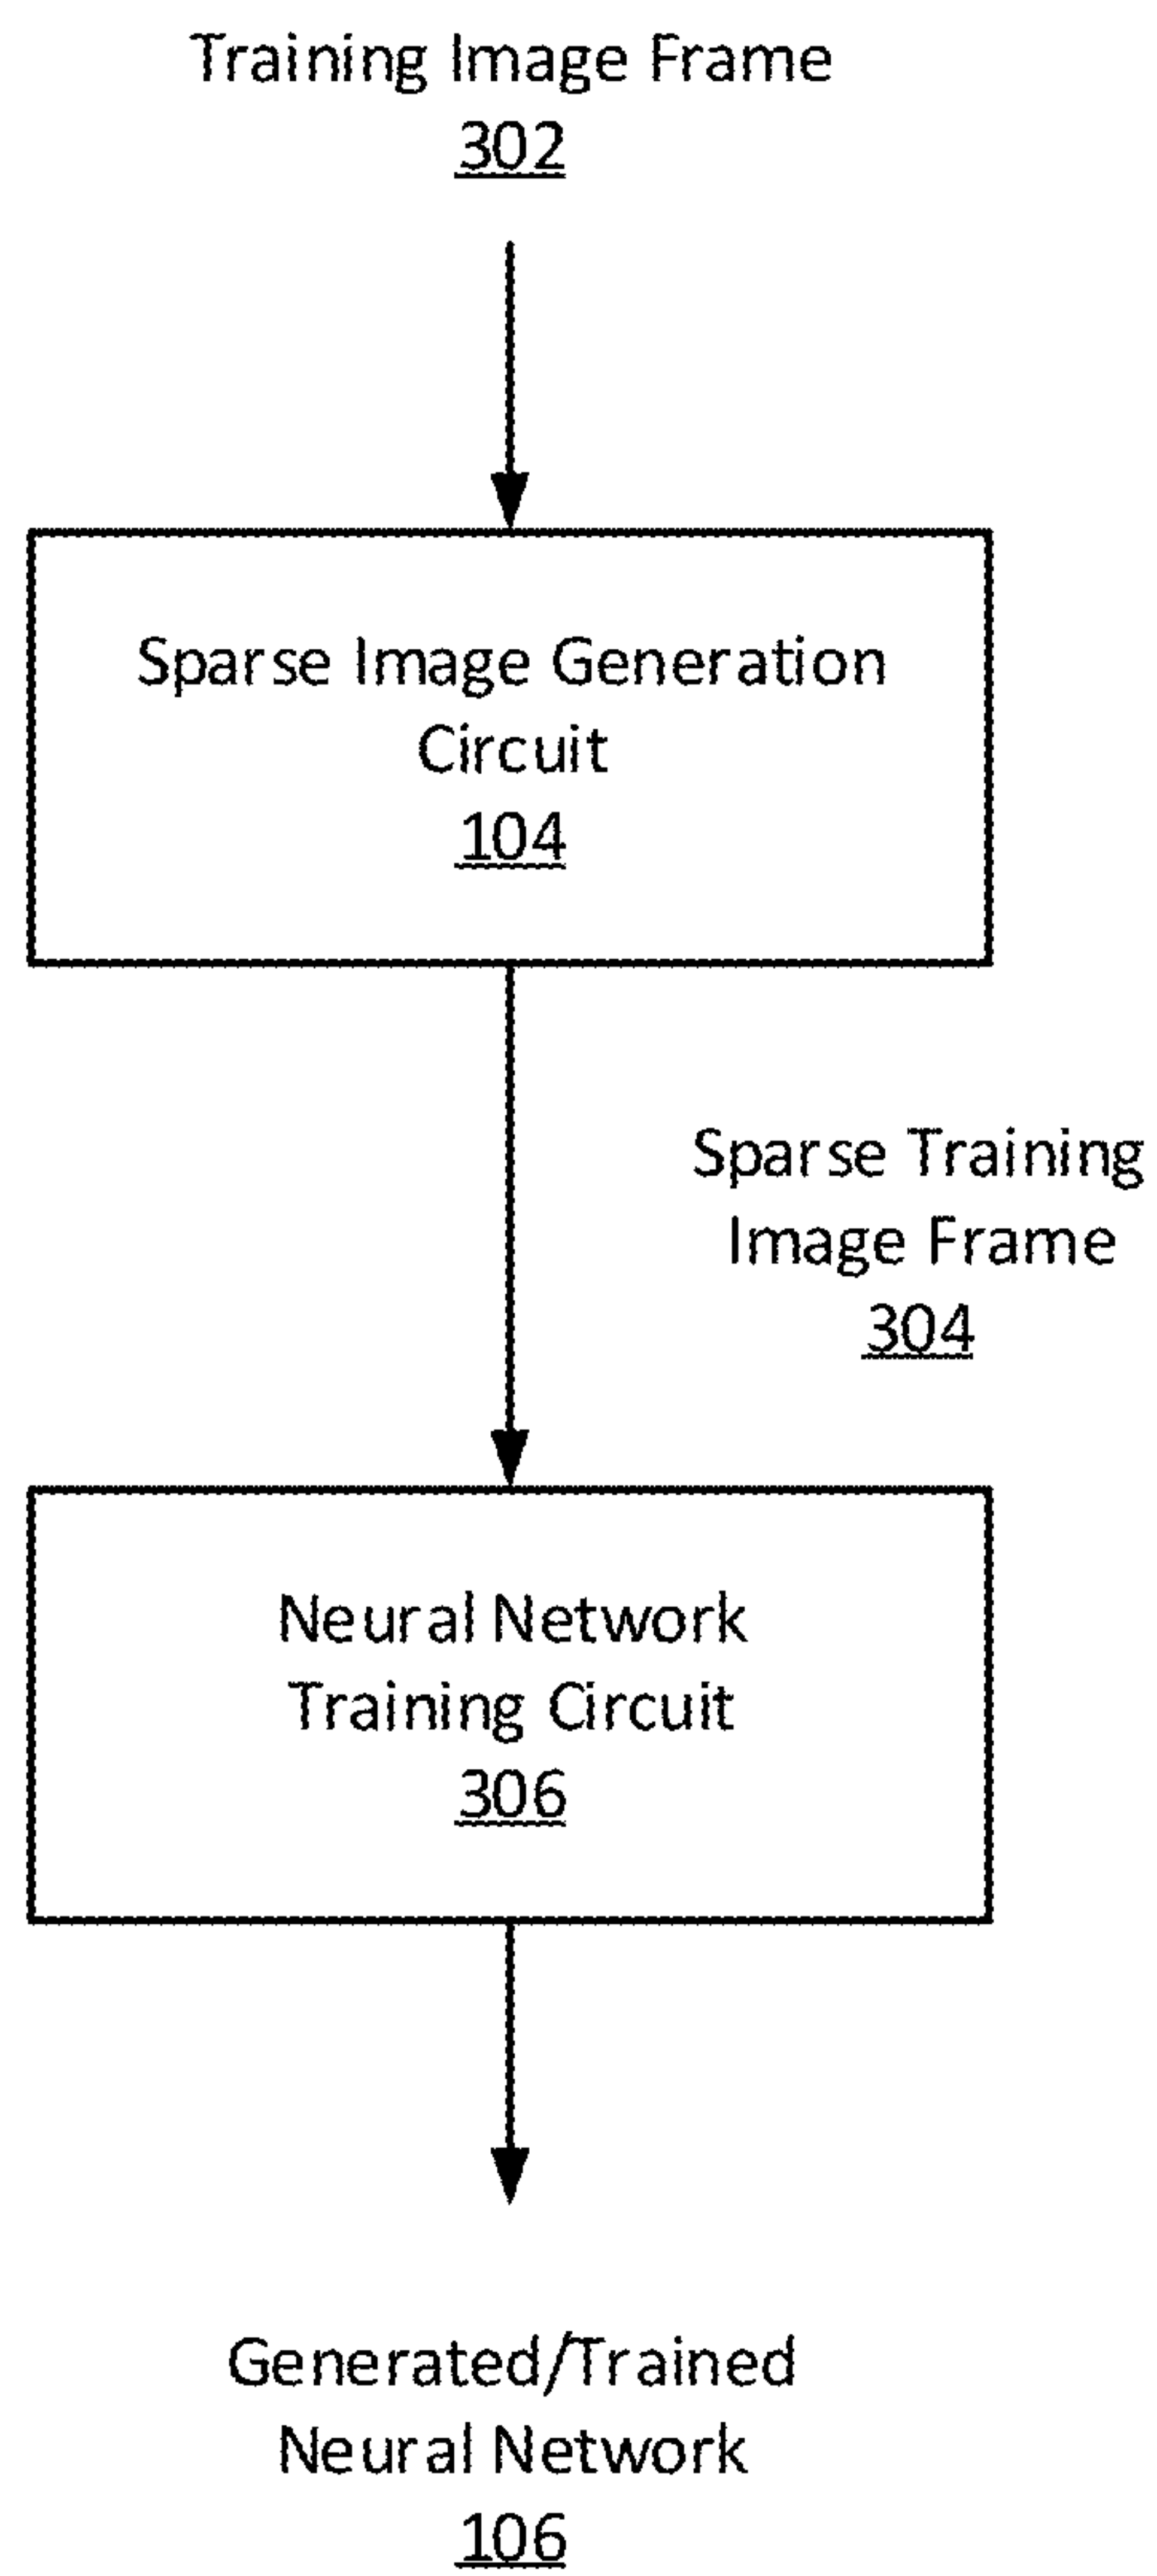 Training Image Frame
302
Sparse Image Generation
Circuit
104
Sparse Training
Image Frame
304
Neural Network
Training Circuit
306
Generated/Trained
Neural Network
106